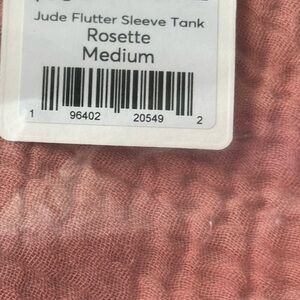 Jude Flutter Sleeve Tank
Rosette
Medium
1 96402 20549 2